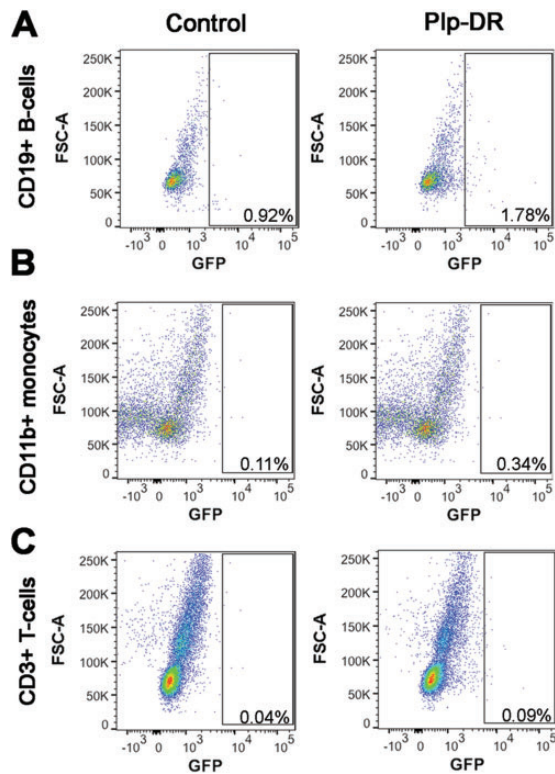 A
Control
Plp-DR
CD19+ B-cells
FSC-A
250K
200K
150K
100K
50K
0
0.92%
-10³ 0 10³ 10⁴ 10⁵
GFP
FSC-A
250K
200K
150K
100K
50K
0
1.78%
-10³ 0 10³ 10⁴ 10⁵
GFP
B
CD11b+ monocytes
FSC-A
250K
200K
150K
100K
50K
0
0.11%
-10³ 0 10³ 10⁴ 10⁵
GFP
FSC-A
250K
200K
150K
100K
50K
0
0.34%
-10³ 0 10³ 10⁴ 10⁵
GFP
C
CD3+ T-cells
FSC-A
250K
200K
150K
100K
50K
0
0.04%
-10³ 0 10³ 10⁴ 10⁵
GFP
FSC-A
250K
200K
150K
100K
50K
0
0.09%
-10³ 0 10³ 10⁴ 10⁵
GFP